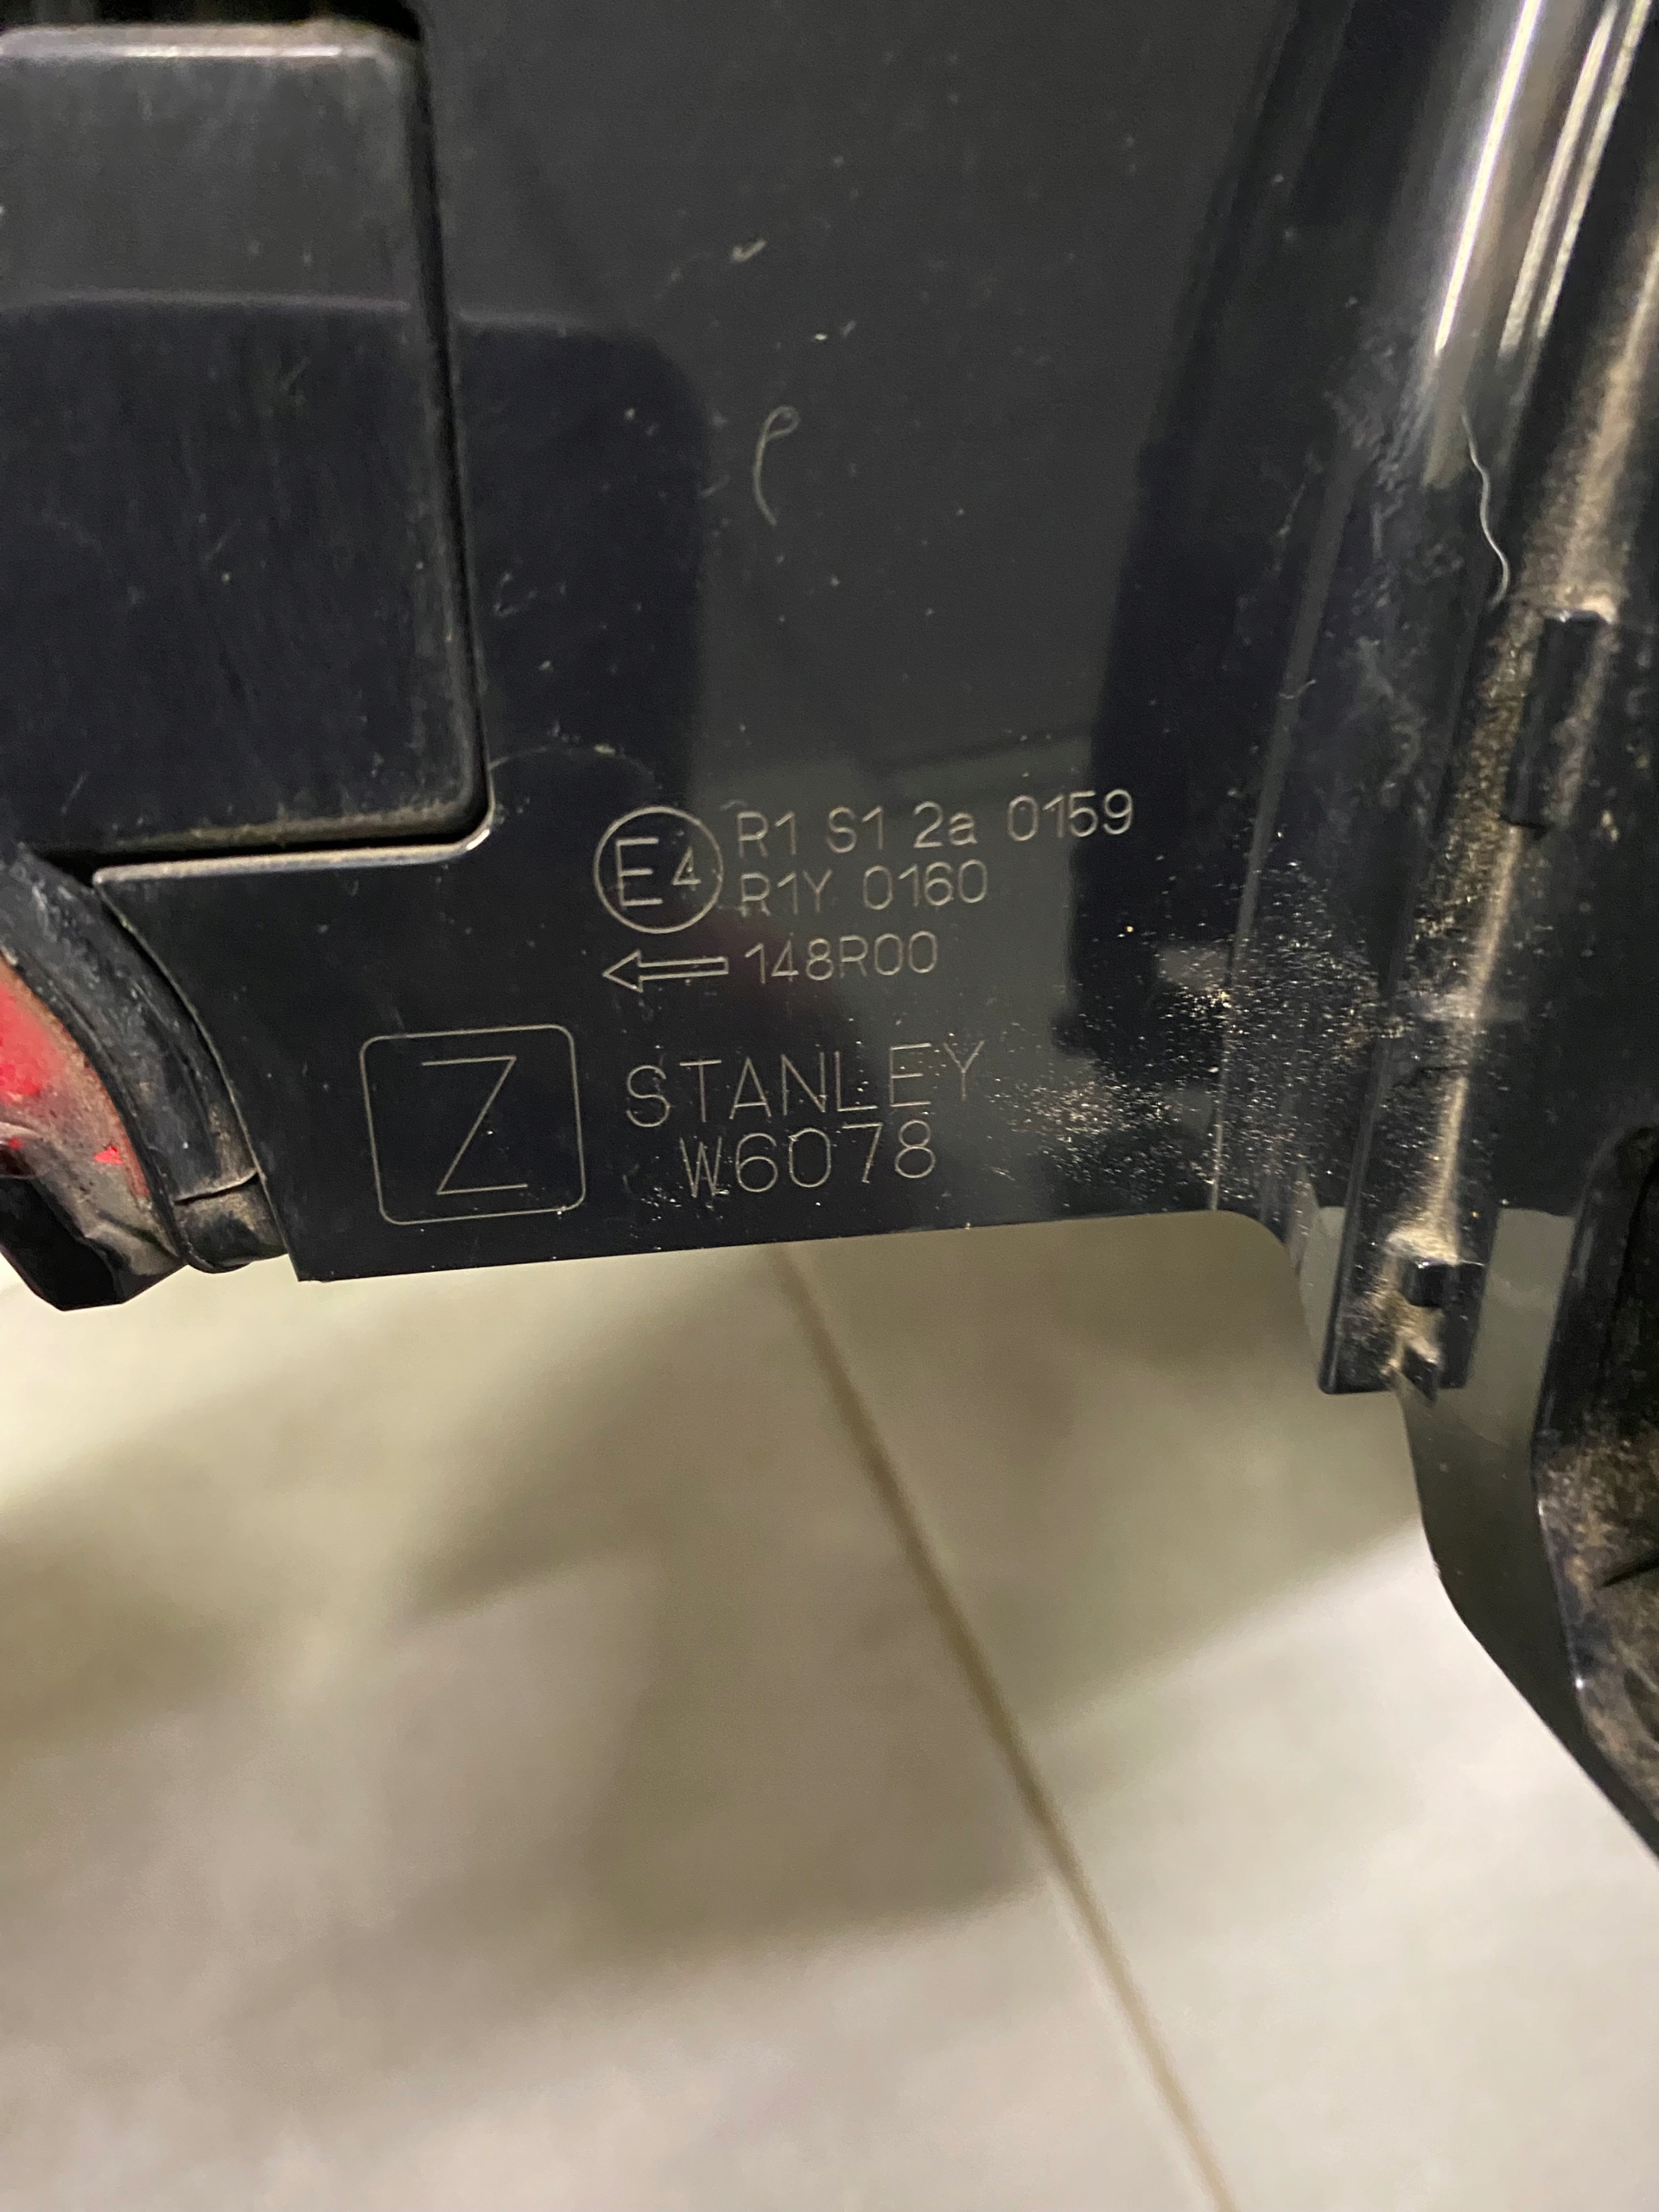 E4 R1 S1 2a 0159
R1Y 0160
←148R00
Z STANLEY
W6078